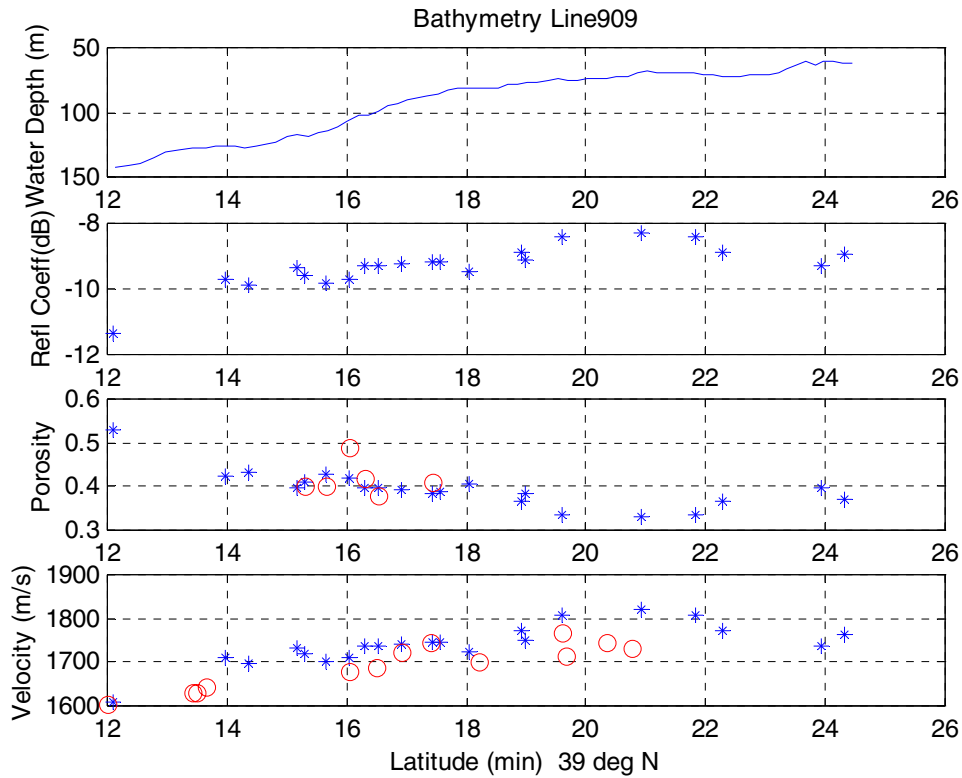 Bathymetry Line909
Water Depth (m)
50
100
150
12 14 16 18 20 22 24 26
Refl Coeff(dB)
-8
-10
-12
12 14 16 18 20 22 24 26
Porosity
0.6
0.5
0.4
0.3
12 14 16 18 20 22 24 26
Velocity (m/s)
1900
1800
1700
1600
12 14 16 18 20 22 24 26
Latitude (min)  39 deg N